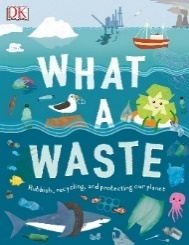 DK
WHAT
A
WASTE
Rubbish, recycling, and protecting our planet